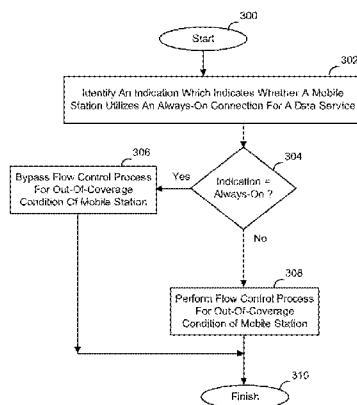 300
Start
302
Identify An Indication Which Indicates Whether A Mobile
Station Utilizes An Always-On Connection For A Data Service
306
304
Bypass Flow Control Process
For Out-Of-Coverage
Condition Of Mobile Station
Yes
Indication =
Always-On ?
No
308
Perform Flow Control Process
For Out-Of-Coverage
Condition of Mobile Station
310
Finish